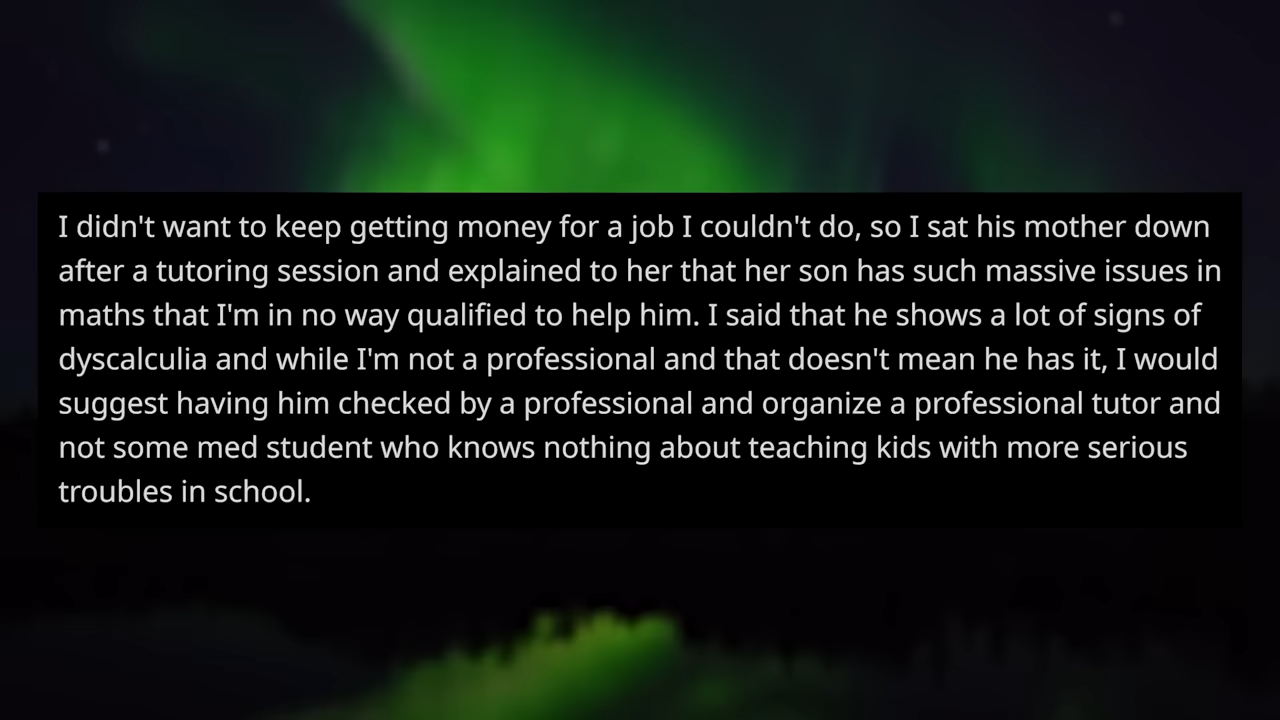 I didn't want to keep getting money for a job I couldn't do, so I sat his mother down
after a tutoring session and explained to her that her son has such massive issues in
maths that I'm in no way qualified to help him. I said that he shows a lot of signs of
dyscalculia and while I'm not a professional and that doesn't mean he has it, I would
suggest having him checked by a professional and organize a professional tutor and
not some med student who knows nothing about teaching kids with more serious
troubles in school.